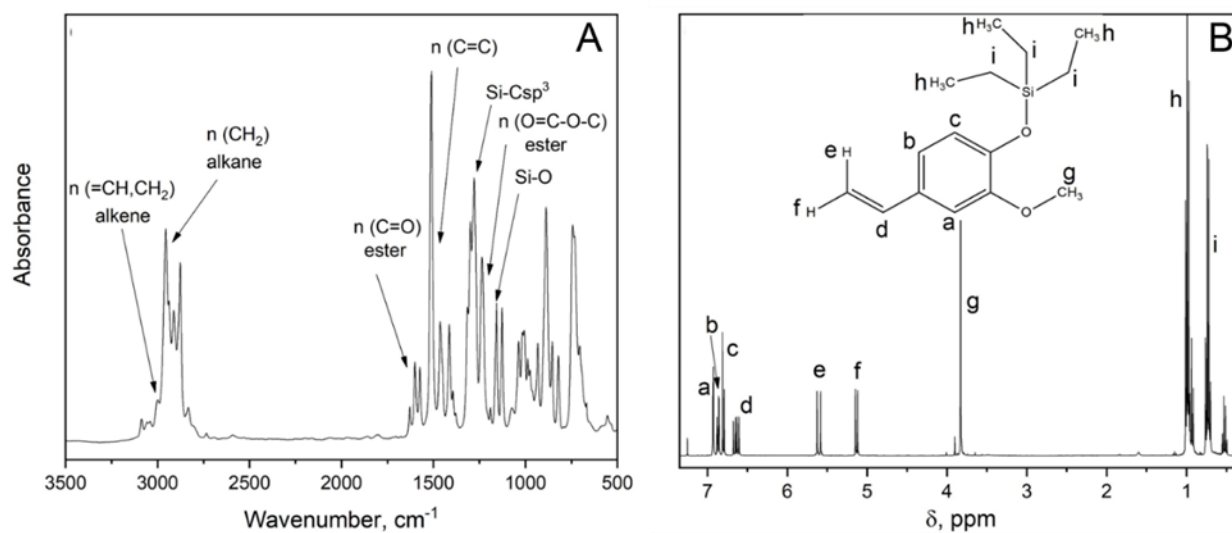 A
n (C=C)
Si-Csp³
n (O=C-O-C)
ester
Si-O
n (CH₂)
alkane
n (=CH,CH₂)
alkene
n (C=O)
ester
Absorbance
3500 3000 2500 2000 1500 1000 500
Wavenumber, cm⁻¹
B
h H₃C CH₃ h
i i
h H₃C i
Si
O
c
b
e H
g
CH₃
f H
O
a
d
h
g
i
b
c
a
d
e f
7 6 5 4 3 2 1
δ, ppm